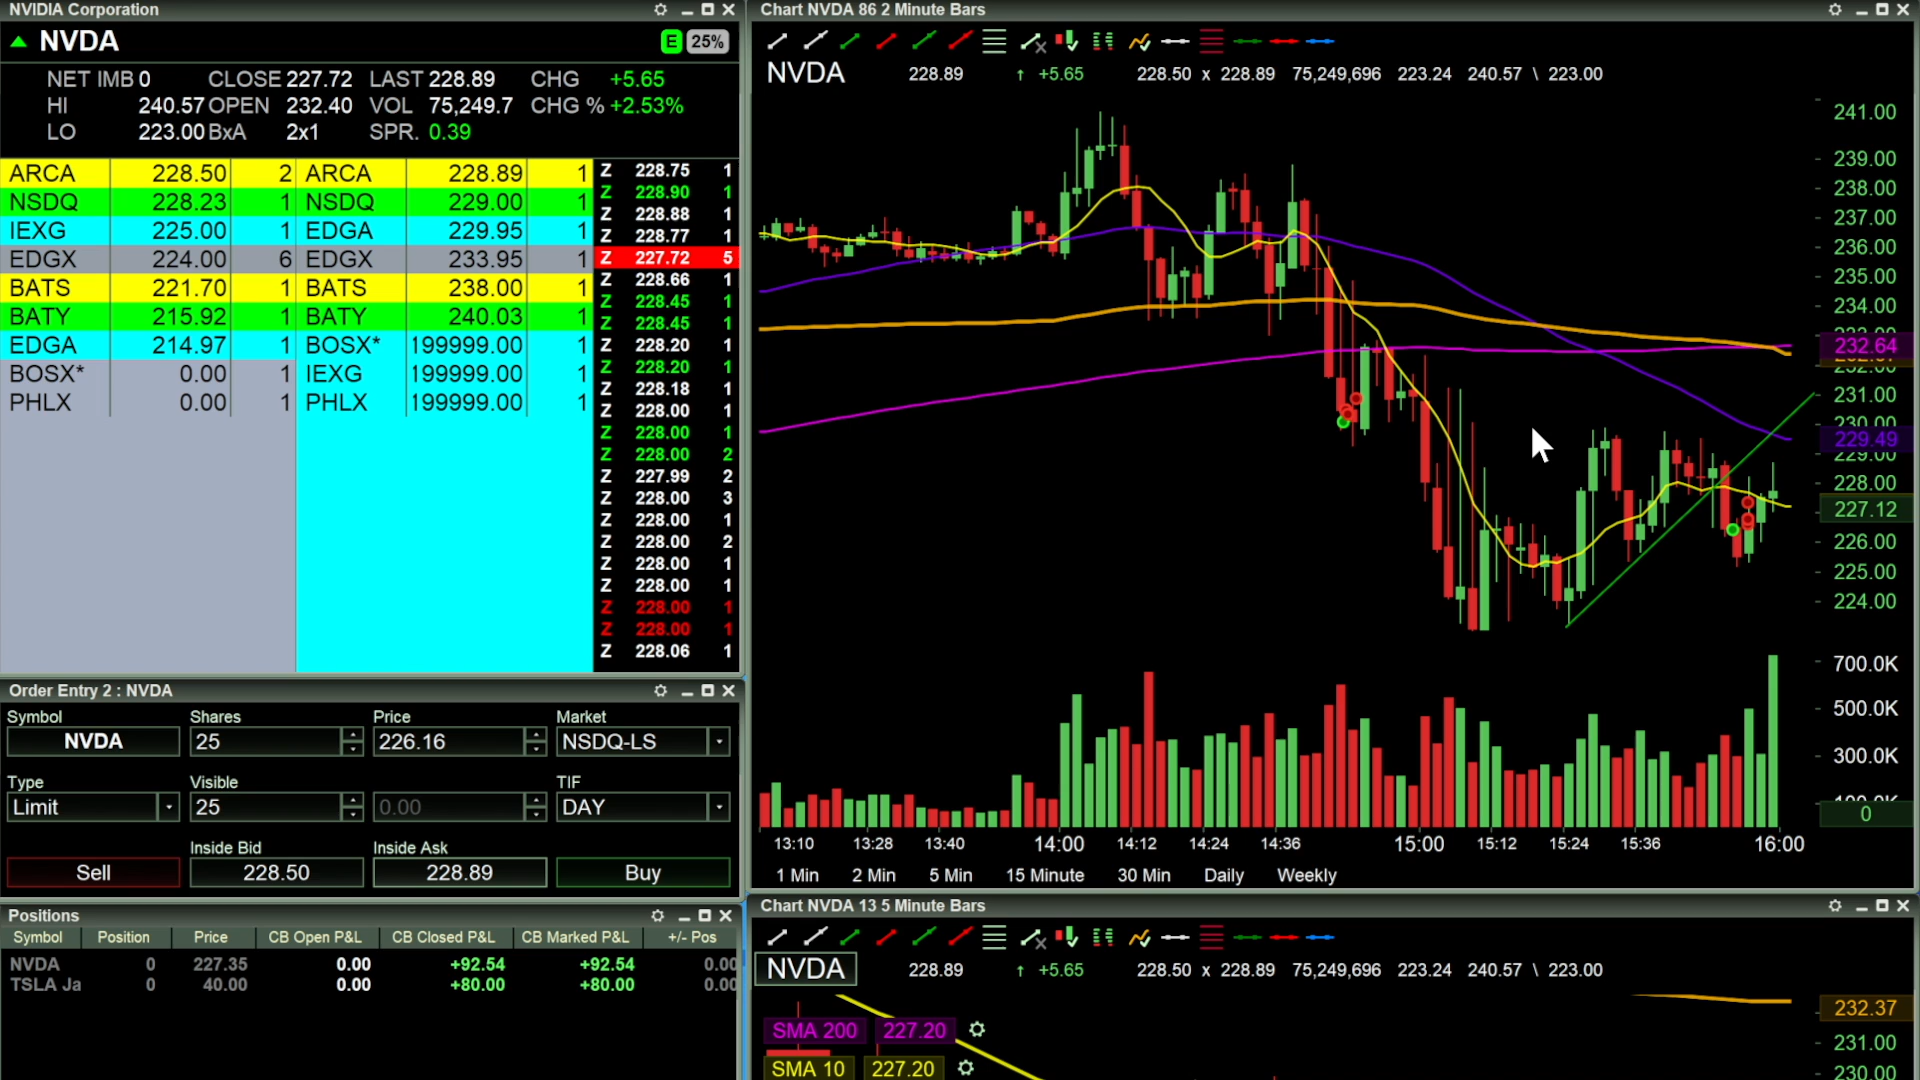 NVIDIA Corporation
NVDA
E 25%
NET IMB 0 CLOSE 227.72 LAST 228.89 CHG +5.65
HI 240.57 OPEN 232.40 VOL 75,249.7 CHG % +2.53%
LO 223.00 BxA 2x1 SPR. 0.39
ARCA 228.50 2 ARCA 228.89 1
NSDQ 228.23 1 NSDQ 229.00 1
IEXG 225.00 1 EDGA 229.95 1
EDGX 224.00 6 EDGX 233.95 1
BATS 221.70 1 BATS 238.00 1
BATY 215.92 1 BATY 240.03 1
EDGA 214.97 1 BOSX* 199999.00 1
BOSX* 0.00 1 IEXG 199999.00 1
PHLX 0.00 1 PHLX 199999.00 1
Z 228.75 1
Z 228.90 1
Z 228.88 1
Z 228.77 1
Z 227.72 5
Z 228.66 1
Z 228.45 1
Z 228.45 1
Z 228.20 1
Z 228.20 1
Z 228.18 1
Z 228.00 1
Z 228.00 1
Z 228.00 2
Z 227.99 2
Z 228.00 3
Z 228.00 1
Z 228.00 2
Z 228.00 1
Z 228.00 1
Z 228.00 1
Z 228.00 1
Z 228.06 1
Order Entry 2 : NVDA
Symbol Shares Price Market
NVDA 25 226.16 NSDQ-LS
Type Visible TIF
Limit 25 0.00 DAY
Inside Bid Inside Ask
Sell 228.50 228.89 Buy
Positions
Symbol Position Price CB Open P&L CB Closed P&L CB Marked P&L +/- Pos
NVDA 0 227.35 0.00 +92.54 +92.54 0.00
TSLA Ja 0 40.00 0.00 +80.00 +80.00 0.00
Chart NVDA 86 2 Minute Bars
NVDA 228.89 ↑ +5.65 228.50 x 228.89 75,249,696 223.24 240.57 \ 223.00
241.00
239.00
238.00
237.00
236.00
235.00
234.00
233.00
232.64
232.00
231.00
230.00
229.49
229.00
228.00
227.12
226.00
225.00
224.00
700.0K
500.0K
300.0K
100.0K
0
13:10 13:28 13:40 14:00 14:12 14:24 14:36 15:00 15:12 15:24 15:36 16:00
1 Min 2 Min 5 Min 15 Minute 30 Min Daily Weekly
Chart NVDA 13 5 Minute Bars
NVDA 228.89 ↑ +5.65 228.50 x 228.89 75,249,696 223.24 240.57 \ 223.00
232.37
SMA 200 227.20
231.00
SMA 10 227.20
230.00